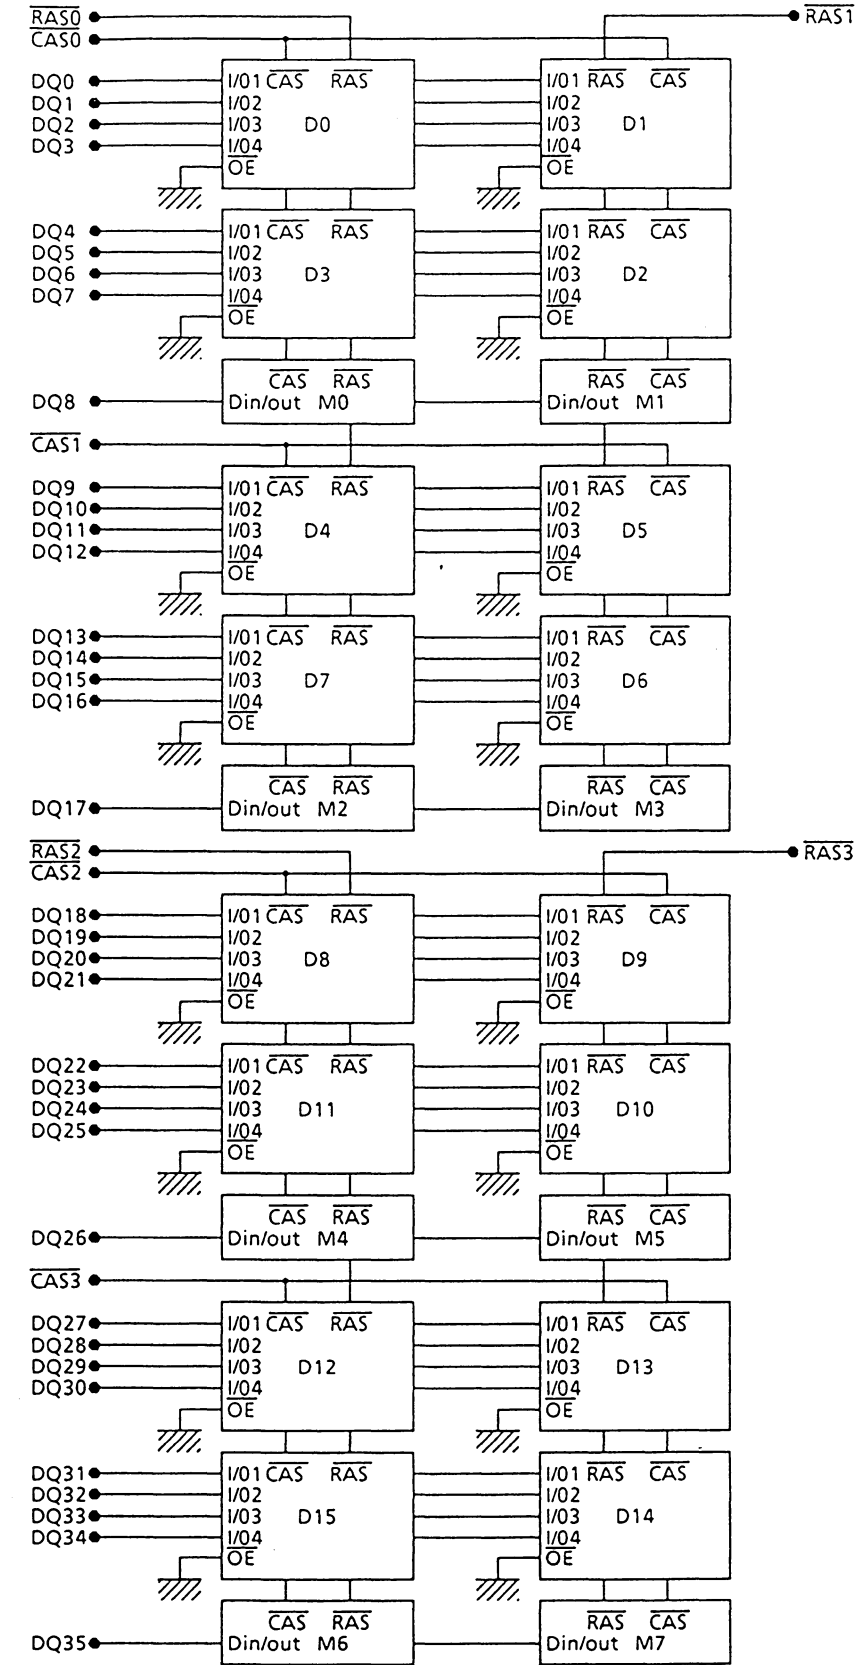 RAS0 RAS1
CAS0
DQ0 I/01 CAS RAS I/01 RAS CAS
DQ1 I/02 I/02
DQ2 I/03 D0 I/03 D1
DQ3 I/04 I/04
OE OE
DQ4 I/01 CAS RAS I/01 RAS CAS
DQ5 I/02 I/02
DQ6 I/03 D3 I/03 D2
DQ7 I/04 I/04
OE OE
CAS RAS RAS CAS
DQ8 Din/out M0 Din/out M1
CAS1
DQ9 I/01 CAS RAS I/01 RAS CAS
DQ10 I/02 I/02
DQ11 I/03 D4 I/03 D5
DQ12 I/04 I/04
OE OE
DQ13 I/01 CAS RAS I/01 RAS CAS
DQ14 I/02 I/02
DQ15 I/03 D7 I/03 D6
DQ16 I/04 I/04
OE OE
CAS RAS RAS CAS
DQ17 Din/out M2 Din/out M3
RAS2 RAS3
CAS2
DQ18 I/01 CAS RAS I/01 RAS CAS
DQ19 I/02 I/02
DQ20 I/03 D8 I/03 D9
DQ21 I/04 I/04
OE OE
DQ22 I/01 CAS RAS I/01 RAS CAS
DQ23 I/02 I/02
DQ24 I/03 D11 I/03 D10
DQ25 I/04 I/04
OE OE
CAS RAS RAS CAS
DQ26 Din/out M4 Din/out M5
CAS3
DQ27 I/01 CAS RAS I/01 RAS CAS
DQ28 I/02 I/02
DQ29 I/03 D12 I/03 D13
DQ30 I/04 I/04
OE OE
DQ31 I/01 CAS RAS I/01 RAS CAS
DQ32 I/02 I/02
DQ33 I/03 D15 I/03 D14
DQ34 I/04 I/04
OE OE
CAS RAS RAS CAS
DQ35 Din/out M6 Din/out M7